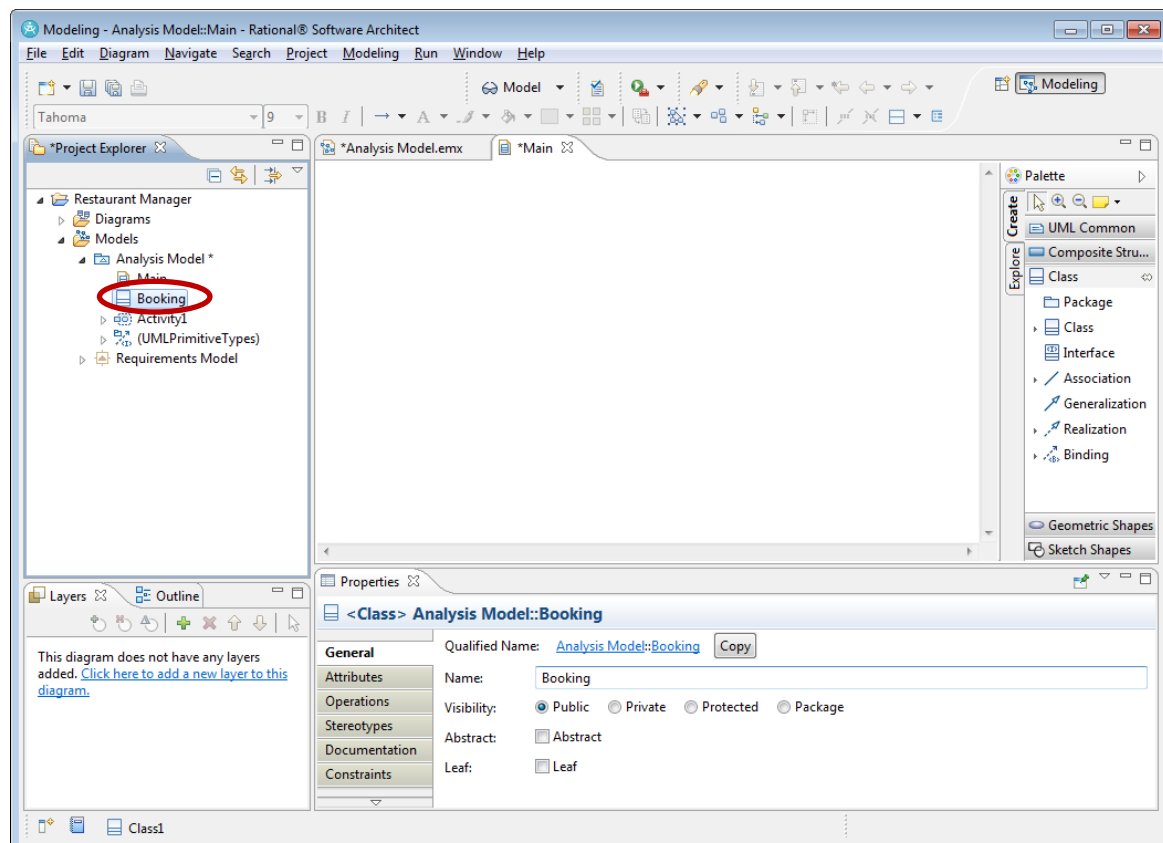 Modeling - Analysis Model::Main - Rational® Software Architect
File Edit Diagram Navigate Search Project Modeling Run Window Help
Model
Modeling
Tahoma 9 B I A
*Project Explorer
*Analysis Model.emx *Main
Restaurant Manager
Diagrams
Models
Analysis Model *
Main
Booking
Activity1
(UMLPrimitiveTypes)
Requirements Model
Palette
Create
Explore
UML Common
Composite Stru...
Class
Package
Class
Interface
Association
Generalization
Realization
Binding
Geometric Shapes
Sketch Shapes
Layers Outline
This diagram does not have any layers
added. Click here to add a new layer to this
diagram.
Properties
<Class> Analysis Model::Booking
General
Attributes
Operations
Stereotypes
Documentation
Constraints
Qualified Name: Analysis Model::Booking Copy
Name: Booking
Visibility: Public Private Protected Package
Abstract: Abstract
Leaf: Leaf
Class1